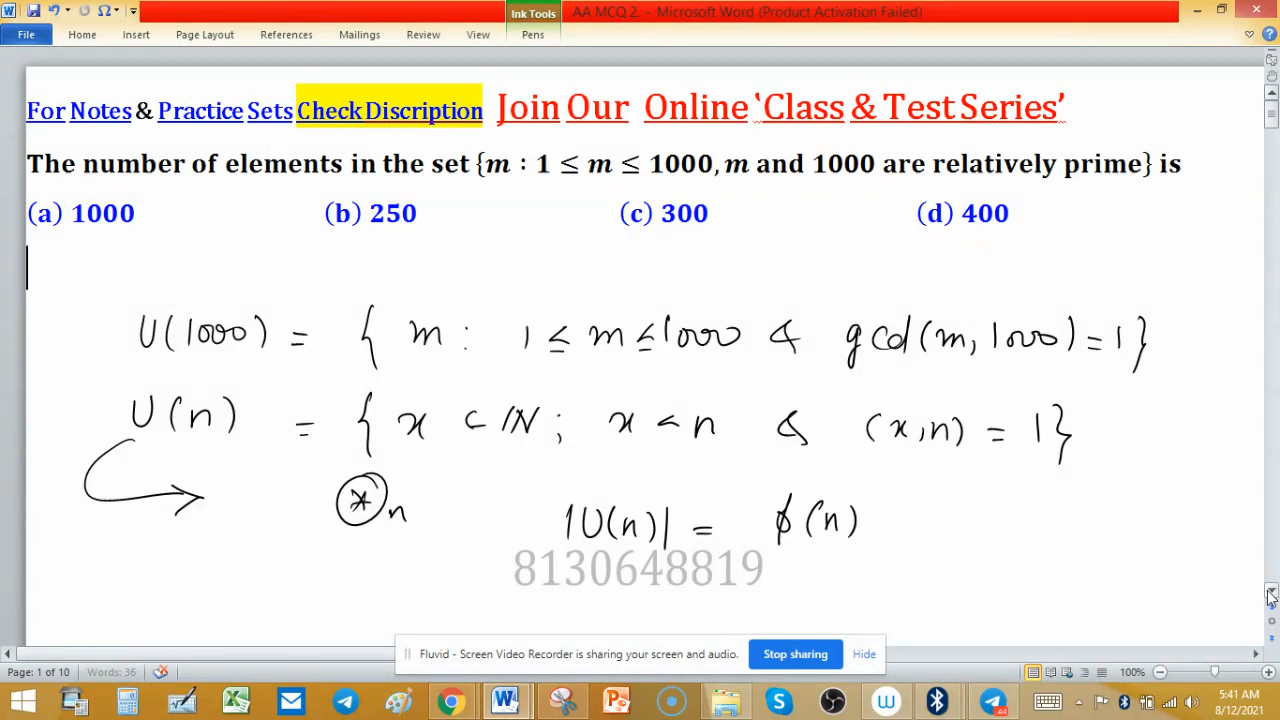 Ink Tools
AA MCQ 2. - Microsoft Word (Product Activation Failed)
File Home Insert Page Layout References Mailings Review View Pens
For Notes & Practice Sets Check Discription Join Our Online 'Class & Test Series'
The number of elements in the set {m : 1 ≤ m ≤ 1000, m and 1000 are relatively prime} is
(a) 1000 (b) 250 (c) 300 (d) 400
U(1000) = { m : 1 ≤ m ≤ 1000 & gcd(m, 1000) = 1}
U(n) = { x ⊂ ℕ ; x < n & (x, n) = 1}
*n |U(n)| = ϕ(n)
8130648819
Fluvid - Screen Video Recorder is sharing your screen and audio. Stop sharing Hide
Page: 1 of 10 Words: 36 100%
5:41 AM
8/12/2021